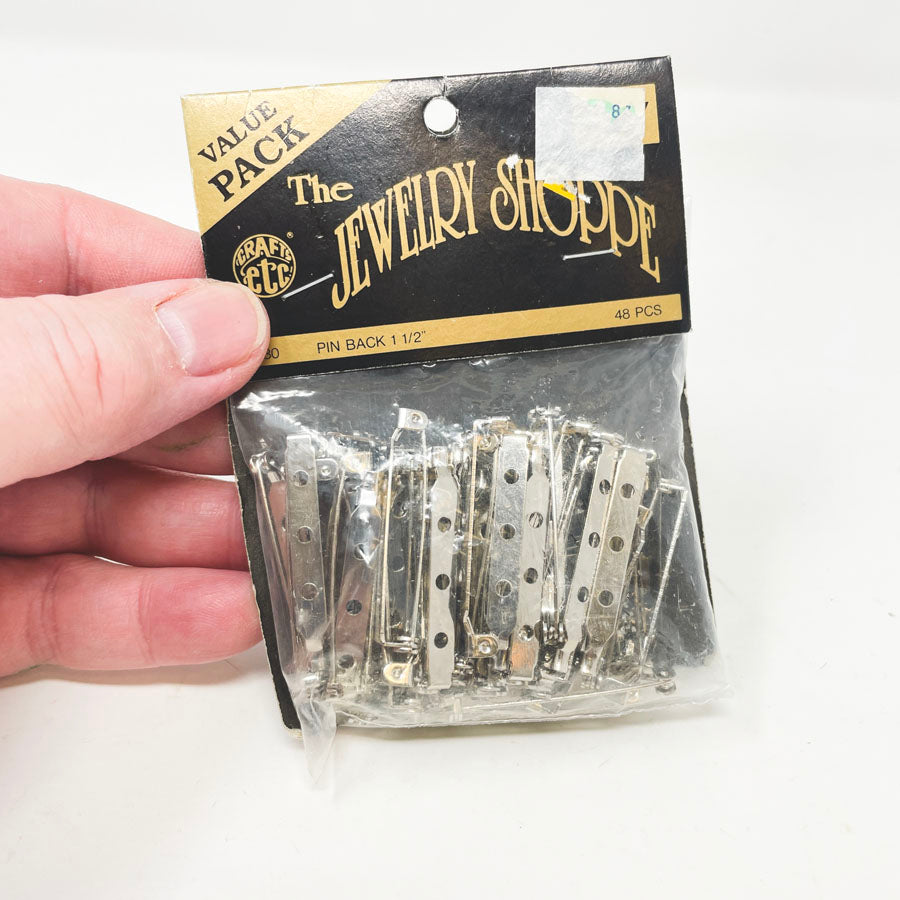 VALUE
PACK
The
JEWELRY SHOPPE
CRAFTS
etc
®
PIN BACK 1 1/2"
48 PCS